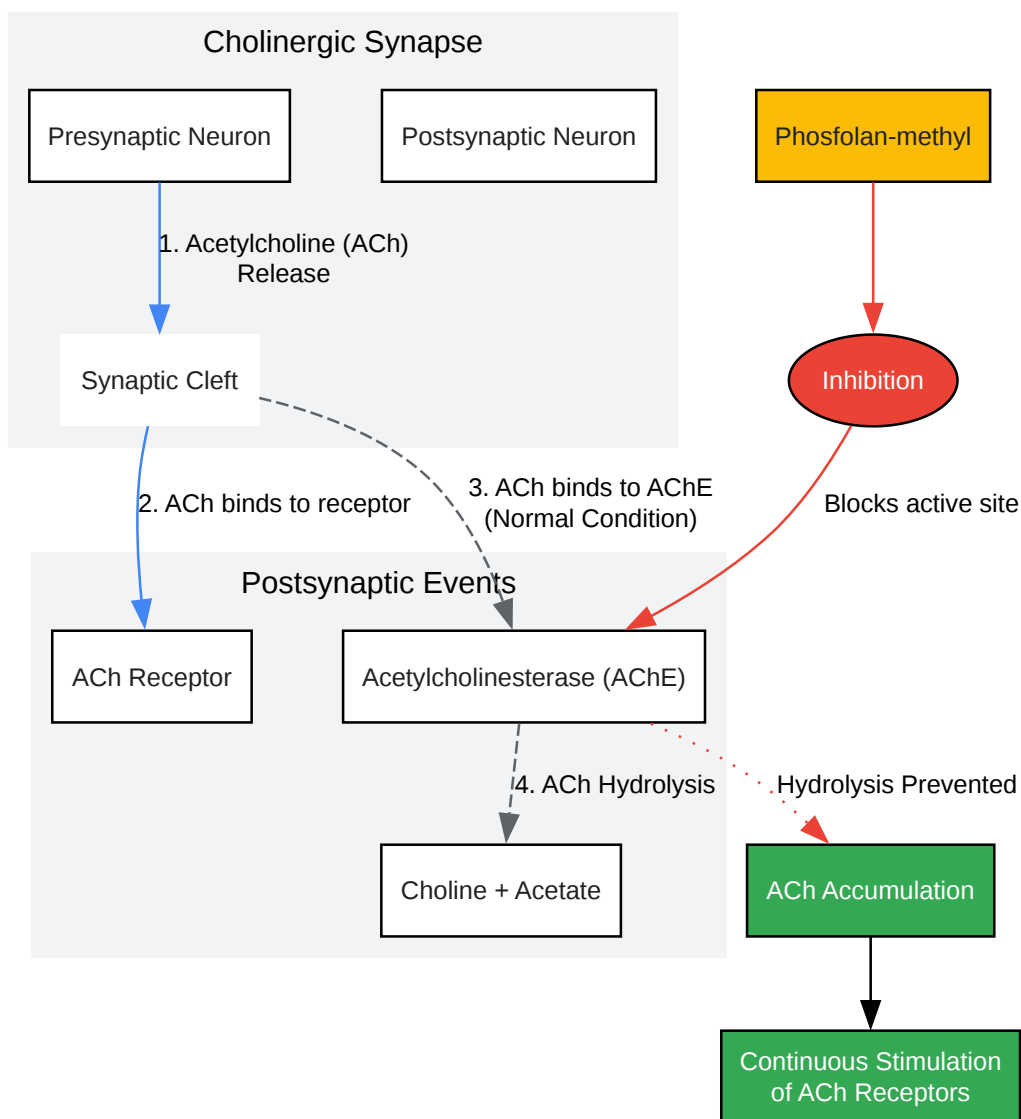 Cholinergic Synapse
Presynaptic Neuron
Postsynaptic Neuron
Phosfolan-methyl
1. Acetylcholine (ACh)
Release
Synaptic Cleft
Inhibition
2. ACh binds to receptor
3. ACh binds to AChE
(Normal Condition)
Blocks active site
Postsynaptic Events
ACh Receptor
Acetylcholinesterase (AChE)
4. ACh Hydrolysis
Hydrolysis Prevented
Choline + Acetate
ACh Accumulation
Continuous Stimulation
of ACh Receptors